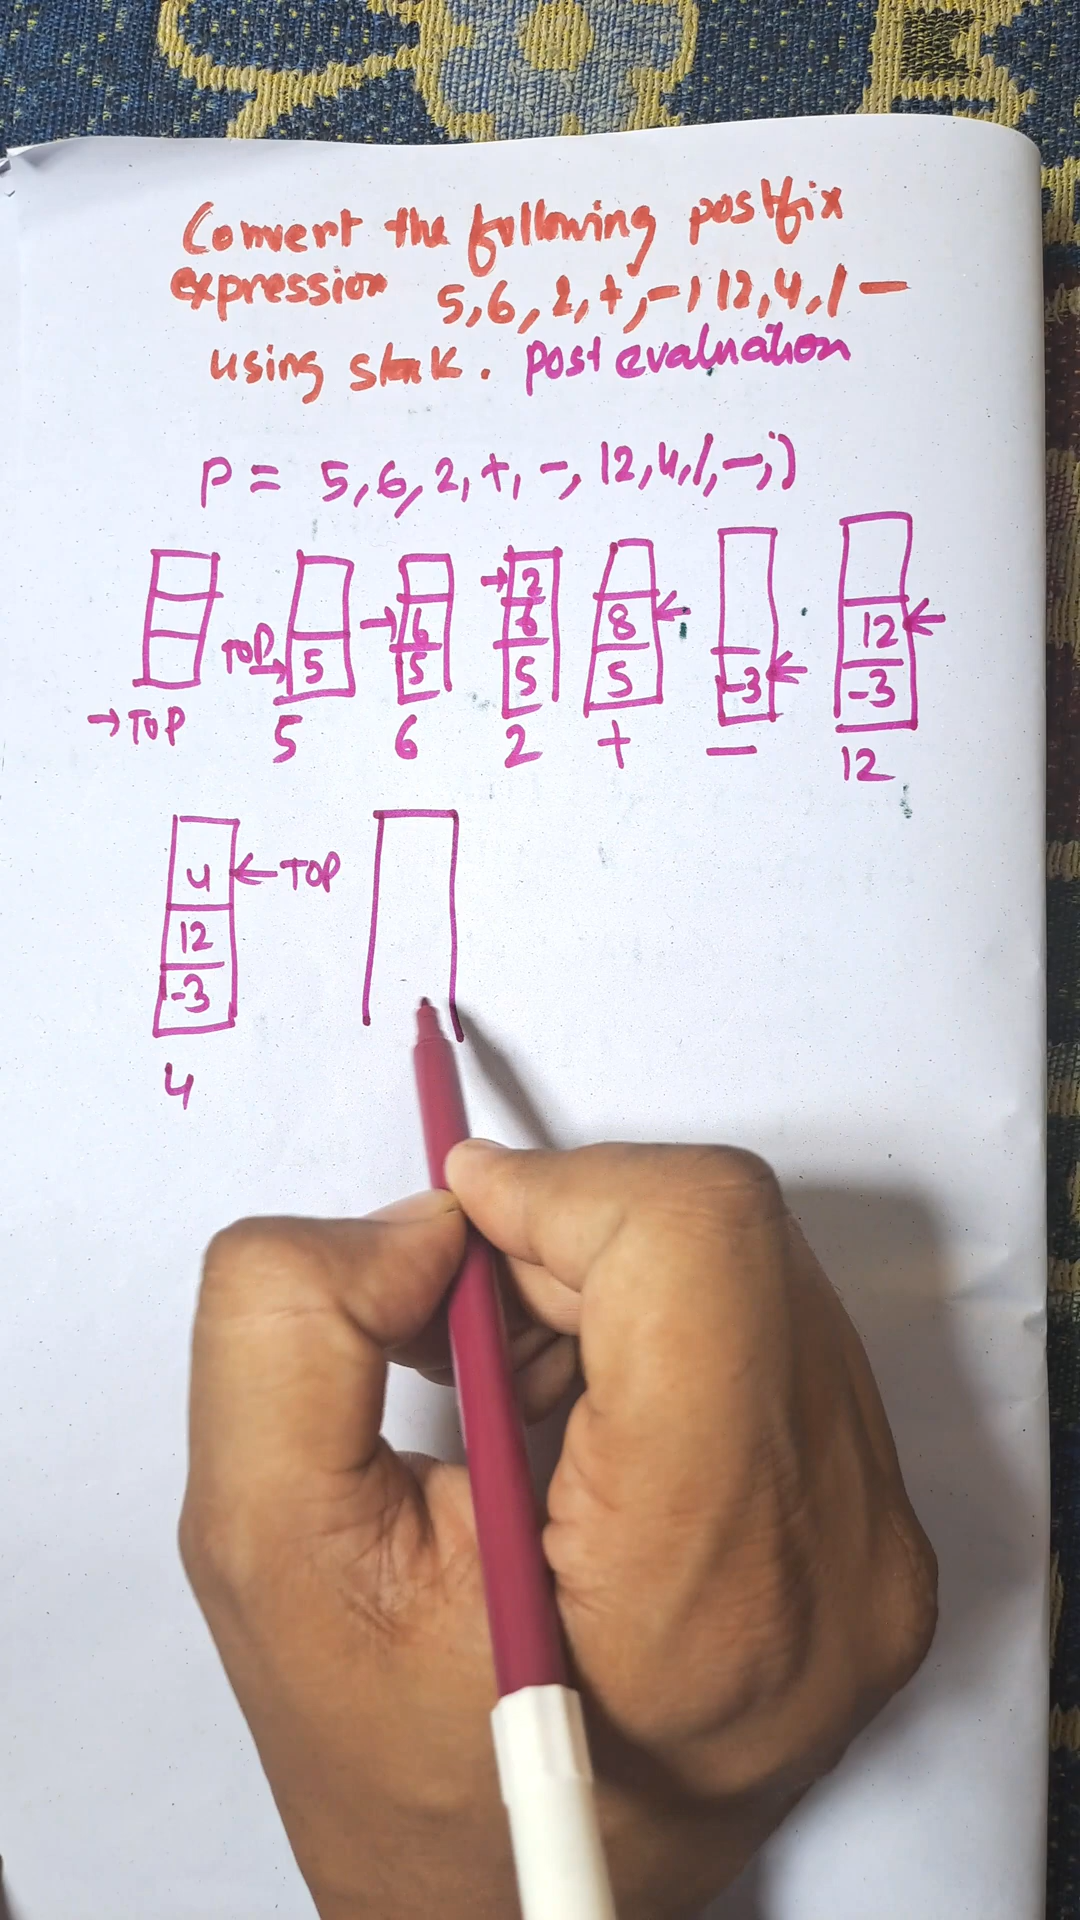 Convert the following postfix
expression 5,6,2,+,-,12,4,/-
using stack. post evaluation
P = 5,6,2,+,-,12,4,/,-,)
→TOP
TOP→ 5
5
→ 6
5
6
→ 2
6
5
2
8 ←
5
+
-3 ←
-
12 ←
-3
12
4 ← TOP
12
-3
4